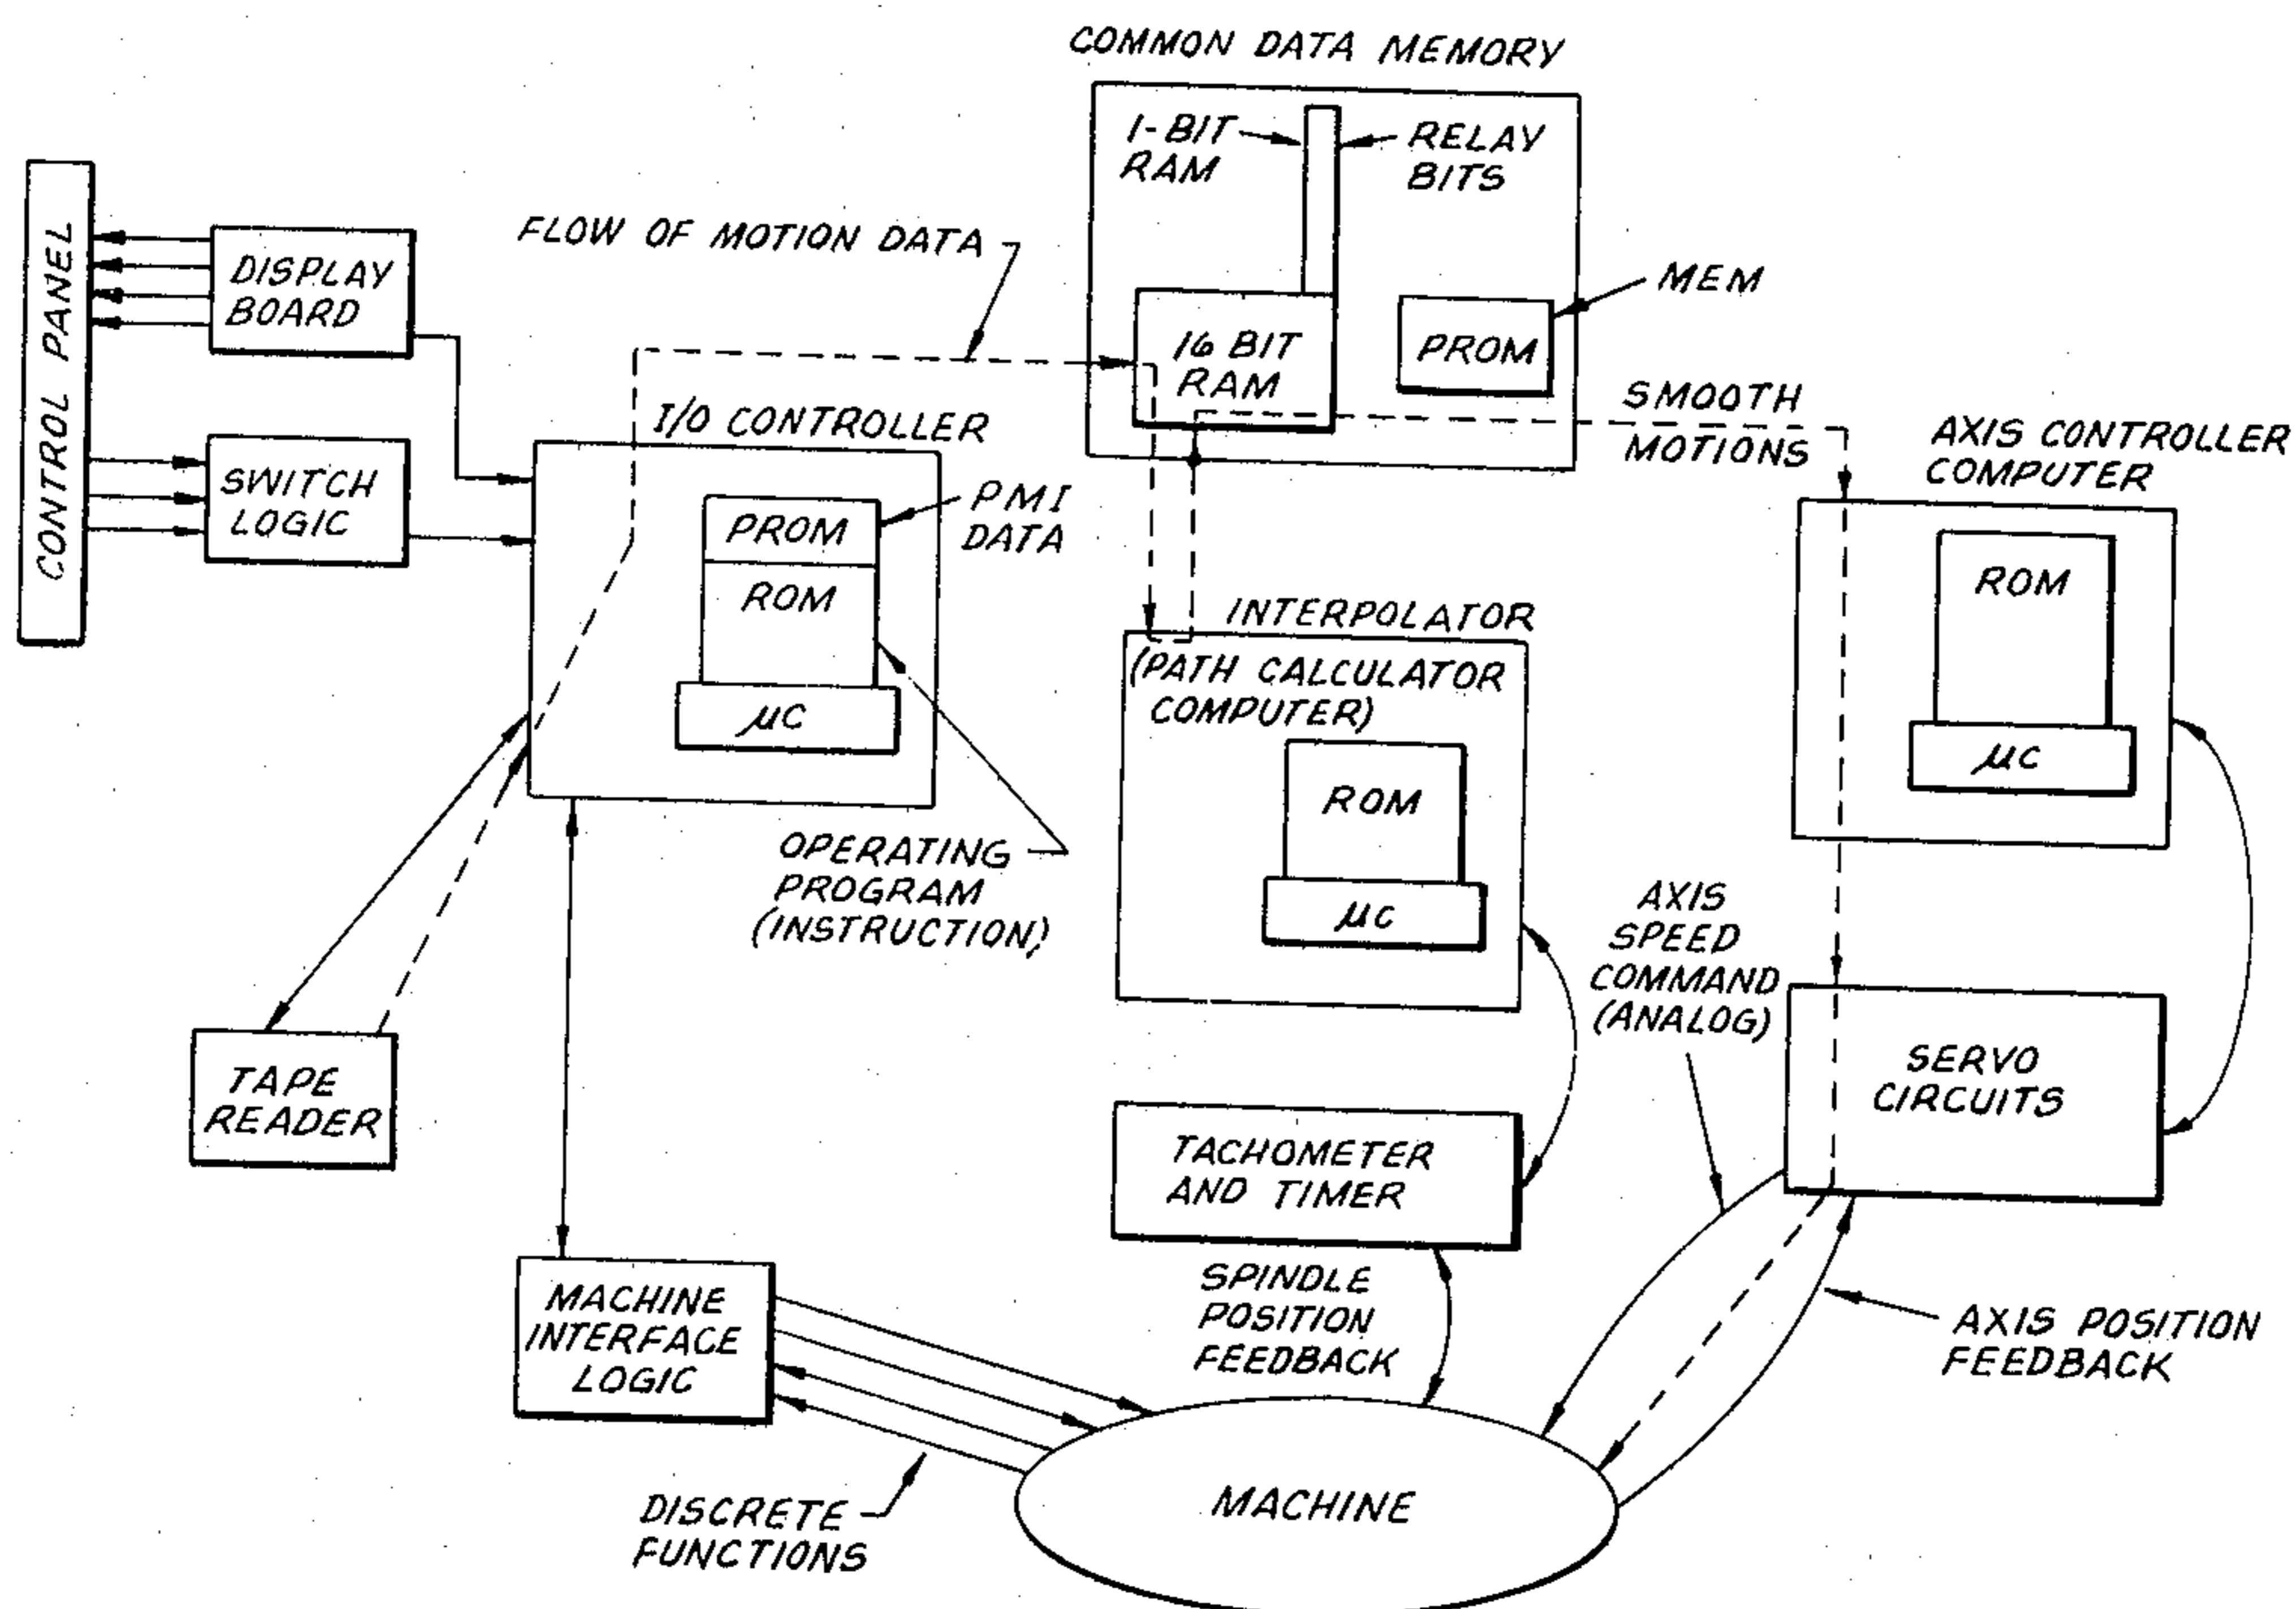 COMMON DATA MEMORY
1-BIT
RAM
RELAY
BITS
CONTROL PANEL
DISPLAY
BOARD
FLOW OF MOTION DATA
MEM
16 BIT
RAM
PROM
SMOOTH
MOTIONS
I/O CONTROLLER
AXIS CONTROLLER
COMPUTER
SWITCH
LOGIC
PROM
PMI
DATA
ROM
μC
ROM
μC
INTERPOLATOR
(PATH CALCULATOR
COMPUTER)
ROM
μC
OPERATING
PROGRAM
(INSTRUCTION)
AXIS
SPEED
COMMAND
(ANALOG)
TAPE
READER
SERVO
CIRCUITS
TACHOMETER
AND TIMER
MACHINE
INTERFACE
LOGIC
SPINDLE
POSITION
FEEDBACK
AXIS POSITION
FEEDBACK
DISCRETE
FUNCTIONS
MACHINE